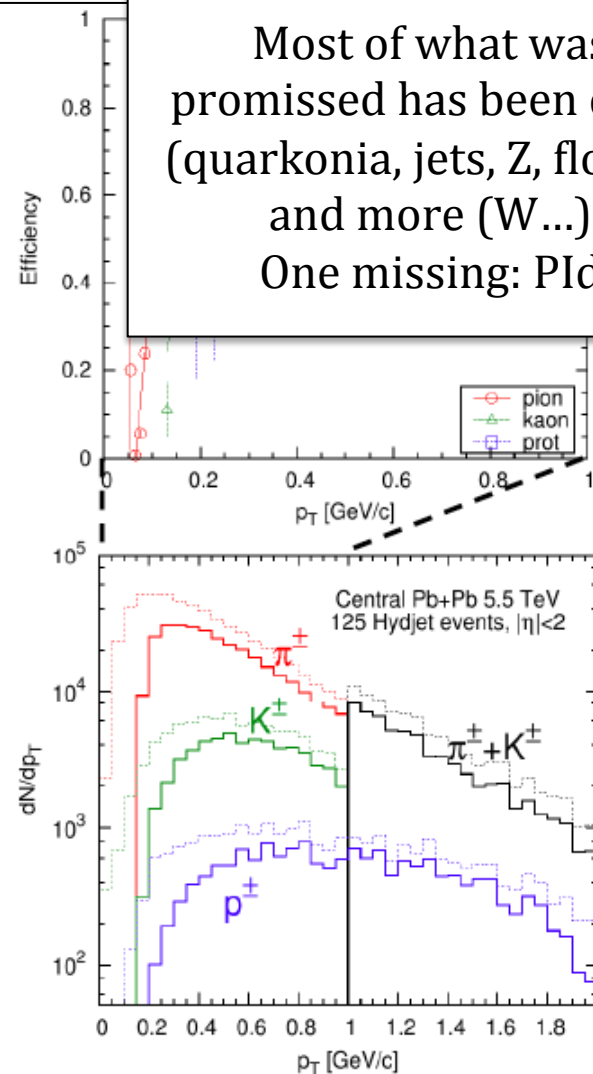 Most of what was
promissed has been
(quarkonia, jets, Z,
and more (W...)
One missing:
1
0.8
0.6
0.4
0.2
0
Efficiency
pion
kaon
prot
0 0.2 0.4 0.6 0.8 1
p_T [GeV/c]
10^5
10^4
10^3
10^2
dN/dp_T
Central Pb+Pb 5.5 TeV
125 Hydjet events, |η|<2
π±
K±
π±+K±
p±
0 0.2 0.4 0.6 0.8 1 1.2 1.4 1.6 1.8
p_T [GeV/c]